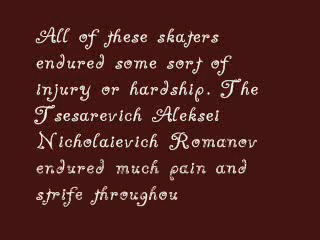 All of these skaters
endured some sort of
injury or hardship. The
Tsesarevich Aleksei
Nicholaievich Romanov
endured much pain and
strife throughou